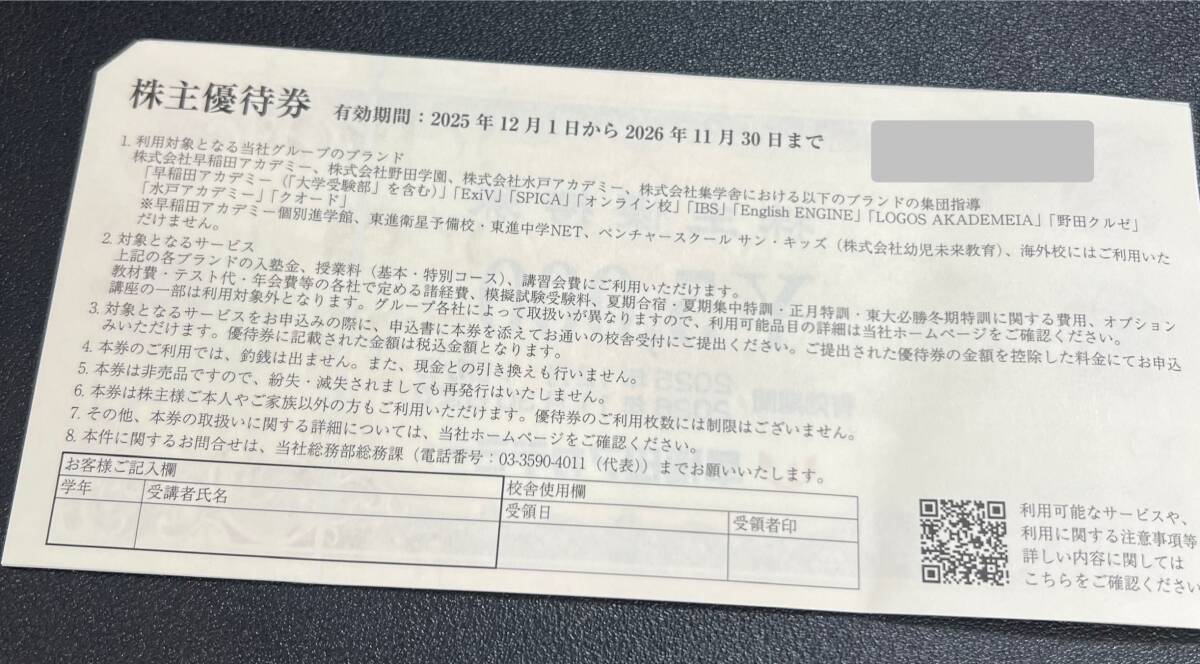 株主優待券 有効期間：2025年12月1日から2026年11月30日まで
1. 利用対象となる当社グループのブランド
株式会社早稲田アカデミー、株式会社野田学園、株式会社水戸アカデミー、株式会社集学舎における以下のブランドの集団指導
「早稲田アカデミー（「大学受験部」を含む）」「ExiV」「SPICA」「オンライン校」「IBS」「English ENGINE」「LOGOS AKADEMEIA」「野田クルゼ」
「水戸アカデミー」「クオード」
※早稲田アカデミー個別進学館、東進衛星予備校・東進中学NET、ベンチャースクール サン・キッズ（株式会社幼児未来教育）、海外校にはご利用いた
だけません。
2. 対象となるサービス
上記の各ブランドの入塾金、授業料（基本・特別コース）、講習会費にご利用いただけます。
教材費・テスト代・年会費等の各社で定める諸経費、模擬試験受験料、夏期合宿・夏期集中特訓・正月特訓・東大必勝冬期特訓に関する費用、オプション
講座の一部は利用対象外となります。グループ各社によって取扱いが異なりますので、利用可能品目の詳細は当社ホームページをご確認ください。
3. 対象となるサービスをお申込みの際に、申込書に本券を添えてお通いの校舎受付にご提出ください。ご提出された優待券の金額を控除した料金にてお申込
みいただけます。優待券に記載された金額は税込金額となります。
4. 本券のご利用では、釣銭は出ません。また、現金との引き換えも行いません。
5. 本券は非売品ですので、紛失・滅失されましても再発行はいたしません。
6. 本券は株主様ご本人やご家族以外の方もご利用いただけます。優待券のご利用枚数には制限はございません。
7. その他、本券の取扱いに関する詳細については、当社ホームページをご確認ください。
8. 本件に関するお問合せは、当社総務部総務課（電話番号：03-3590-4011（代表））までお願いいたします。
お客様ご記入欄
校舎使用欄
学年
受講者氏名
受領日
受領者印
利用可能なサービスや、
利用に関する注意事項等
詳しい内容に関しては
こちらをご確認ください